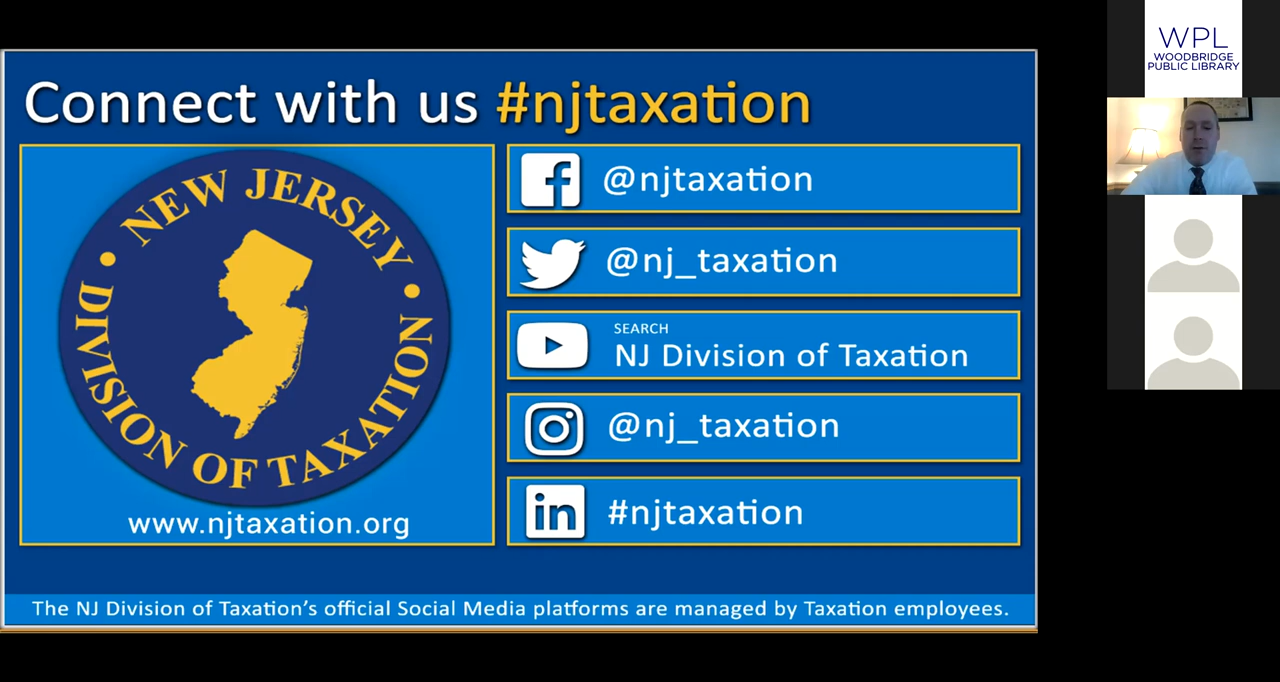 Connect with us #njtaxation
NEW JERSEY
DIVISION OF TAXATION
www.njtaxation.org
@njtaxation
@nj_taxation
SEARCH
NJ Division of Taxation
@nj_taxation
in #njtaxation
The NJ Division of Taxation’s official Social Media platforms are managed by Taxation employees.
WPL
WOODBRIDGE
PUBLIC LIBRARY